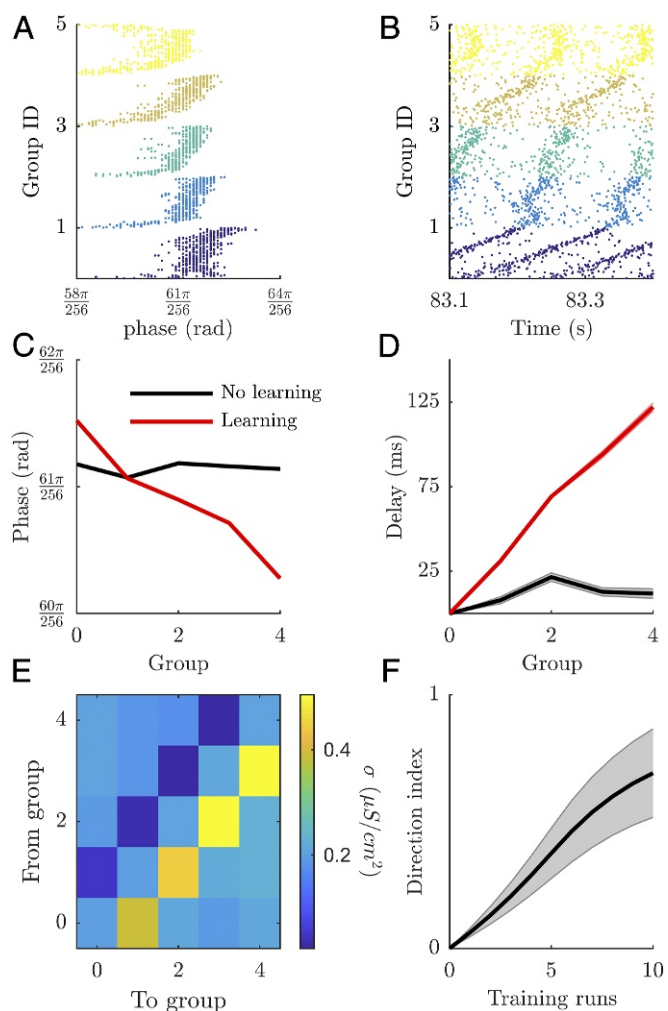 A
5
3
1
Group ID
58π/256
61π/256
64π/256
phase (rad)
B
5
3
1
Group ID
83.1
83.3
Time (s)
C
62π/256
61π/256
60π/256
Phase (rad)
No learning
Learning
0
2
4
Group
D
125
75
25
Delay (ms)
0
2
4
Group
E
4
2
0
From group
0
2
4
To group
0.4
0.2
σ (μS/cm²)
F
1
0
Direction index
0
5
10
Training runs